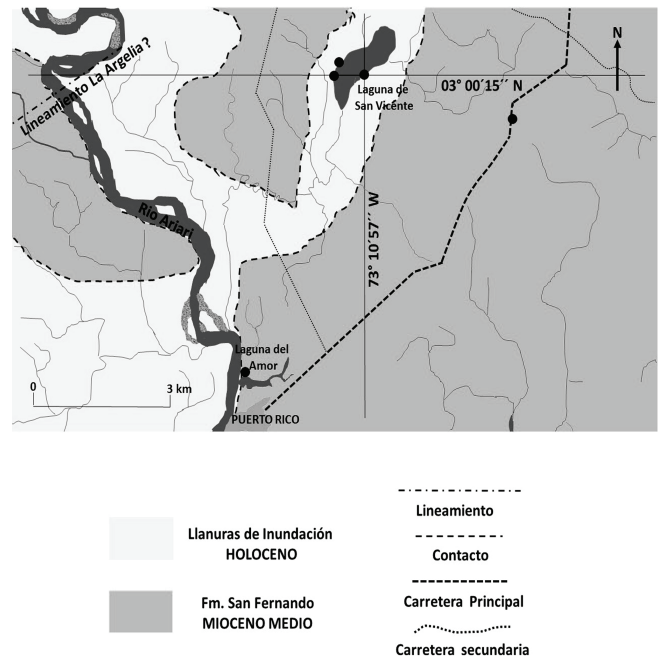 Lineamiento La Argelia ?
N
Laguna de
San Vicénte
03° 00´15´´ N
73° 10´57´´ W
Río Ariari
Laguna del
Amor
0
3 km
PUERTO RICO
Llanuras de Inundación
HOLOCENO
Fm. San Fernando
MIOCENO MEDIO
Lineamiento
Contacto
Carretera Principal
Carretera secundaria